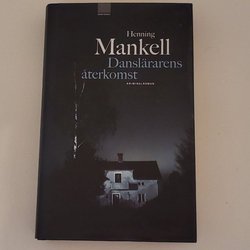 Henning
Mankell
Danslärarens
återkomst
KRIMINALROMAN